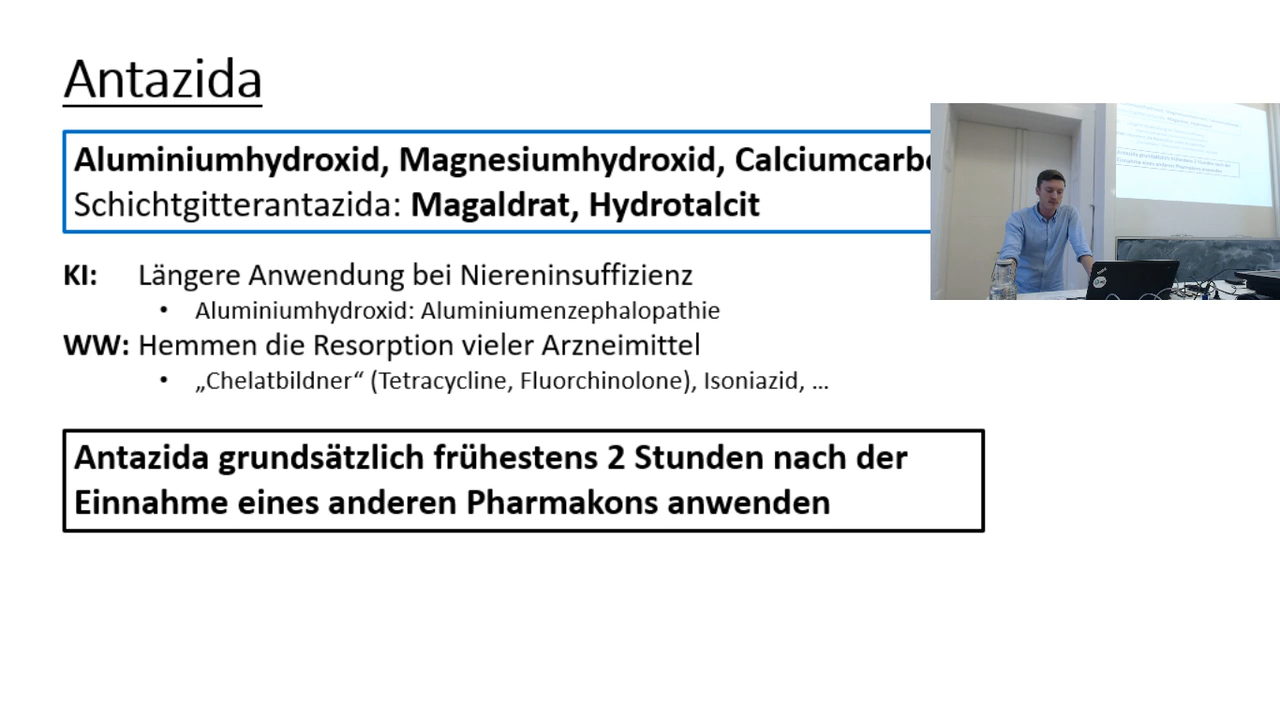 Antazida
Aluminiumhydroxid, Magnesiumhydroxid,
Schichtgitterantazida: Magaldrat, Hydrotalcit
KI: Längere Anwendung bei Niereninsuffizienz
• Aluminiumhydroxid: Aluminiumenzephalopathie
WW: Hemmen die Resorption vieler Arzneimittel
• „Chelatbildner“ (Tetracycline, Fluorchinolone), Isoniazid, ...
Antazida grundsätzlich frühestens 2 Stunden nach der
Einnahme eines anderen Pharmakons anwenden